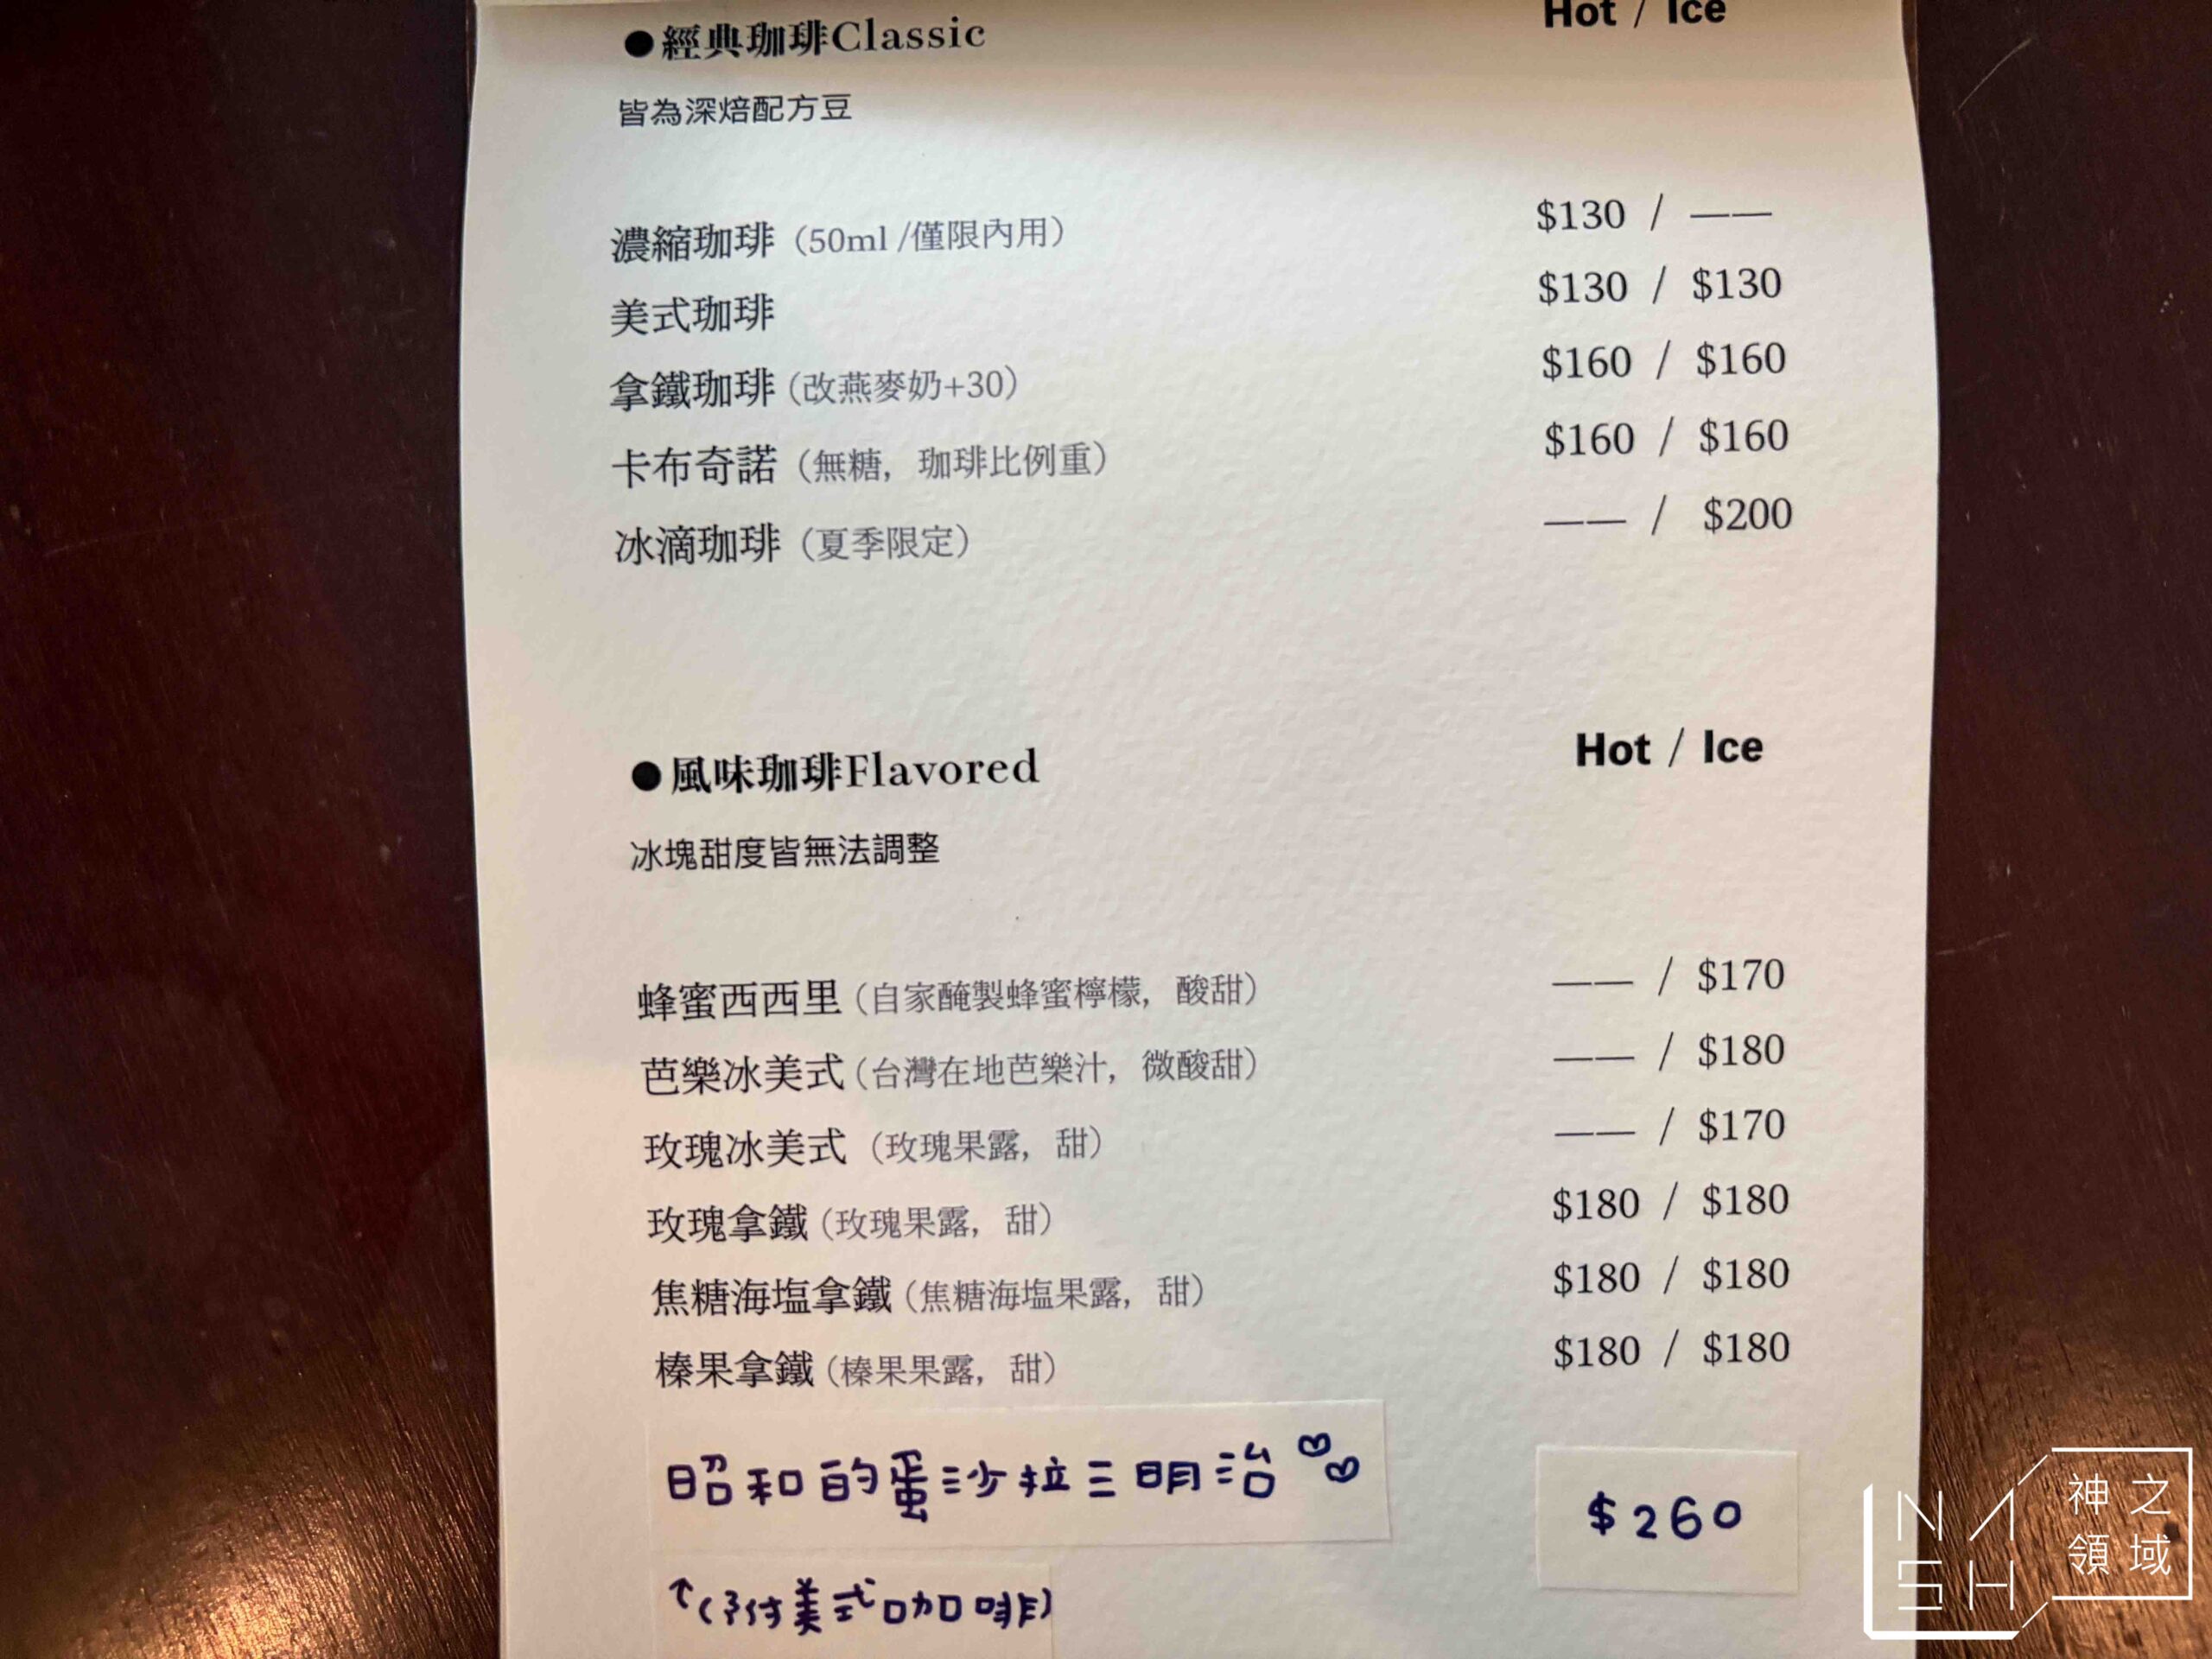 ●經典珈琲Classic Hot / Ice
皆為深焙配方豆
濃縮珈琲（50ml /僅限內用） $130 / ——
美式珈琲 $130 / $130
拿鐵珈琲（改燕麥奶+30） $160 / $160
卡布奇諾（無糖，珈琲比例重） $160 / $160
冰滴珈琲（夏季限定） —— / $200
●風味珈琲Flavored Hot / Ice
冰塊甜度皆無法調整
蜂蜜西西里（自家醃製蜂蜜檸檬，酸甜） —— / $170
芭樂冰美式（台灣在地芭樂汁，微酸甜） —— / $180
玫瑰冰美式（玫瑰果露，甜） —— / $170
玫瑰拿鐵（玫瑰果露，甜） $180 / $180
焦糖海塩拿鐵（焦糖海塩果露，甜） $180 / $180
榛果拿鐵（榛果果露，甜） $180 / $180
昭和的蛋沙拉三明治 $260
↑（附美式咖啡）
NASH
神之領域